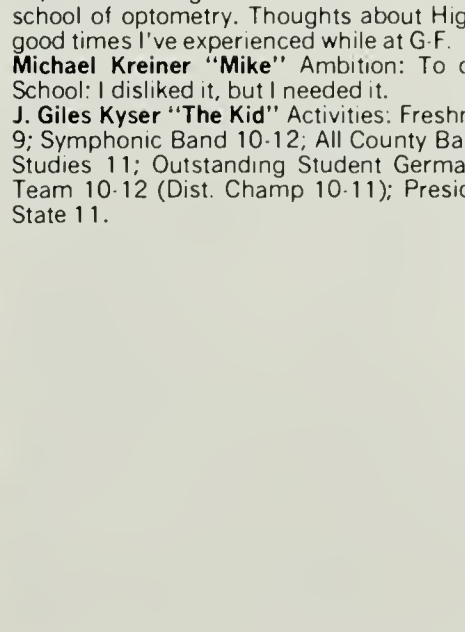 school of optometry. Thoughts about Hig
good times I've experienced while at G-F.
Michael Kreiner "Mike" Ambition: To
School: I disliked it, but I needed it.
J. Giles Kyser "The Kid" Activities: Freshr
9; Symphonic Band 10-12; All County Ba
Studies 11; Outstanding Student Germa
Team 10-12 (Dist. Champ 10-11); Presid
State 11.